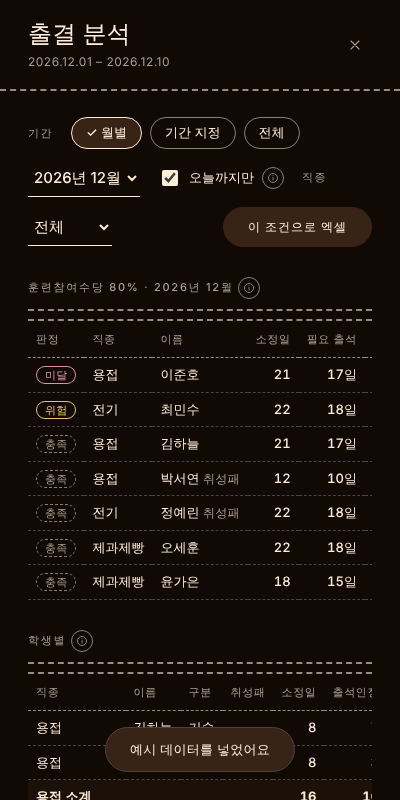 출결 분석
2026.12.01 – 2026.12.10
기간 ✓ 월별 기간 지정 전체
2026년 12월 오늘까지만 직종
전체 이 조건으로 엑셀
훈련참여수당 80% · 2026년 12월
판정 직종 이름 소정일 필요 출석
미달 용접 이준호 21 17일
위험 전기 최민수 22 18일
충족 용접 김하늘 21 17일
충족 용접 박서연 취성패 12 10일
충족 전기 정예린 취성패 22 18일
충족 제과제빵 오세훈 22 18일
충족 제과제빵 윤가은 18 15일
학생별
직종 이름 구분 취성패 소정일 출석인정
용접 8
용접 8
예시 데이터를 넣었어요
용접 소계 16